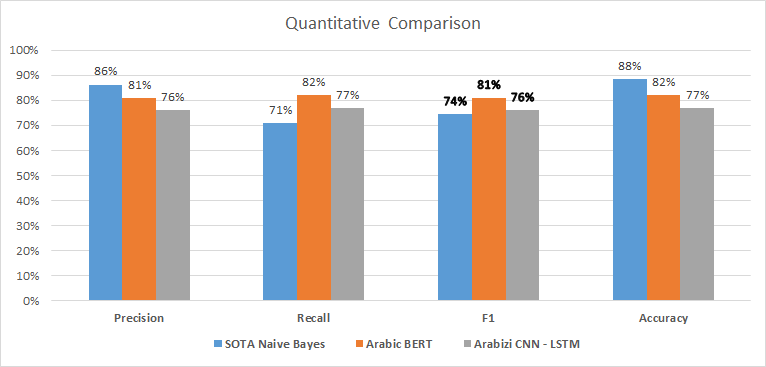 Quantitative Comparison
100%
90%
80%
70%
60%
50%
40%
30%
20%
10%
0%
86% 81% 76%
71% 82% 77%
74% 81% 76%
88% 82% 77%
Precision Recall F1 Accuracy
SOTA Naive Bayes Arabic BERT Arabizi CNN - LSTM